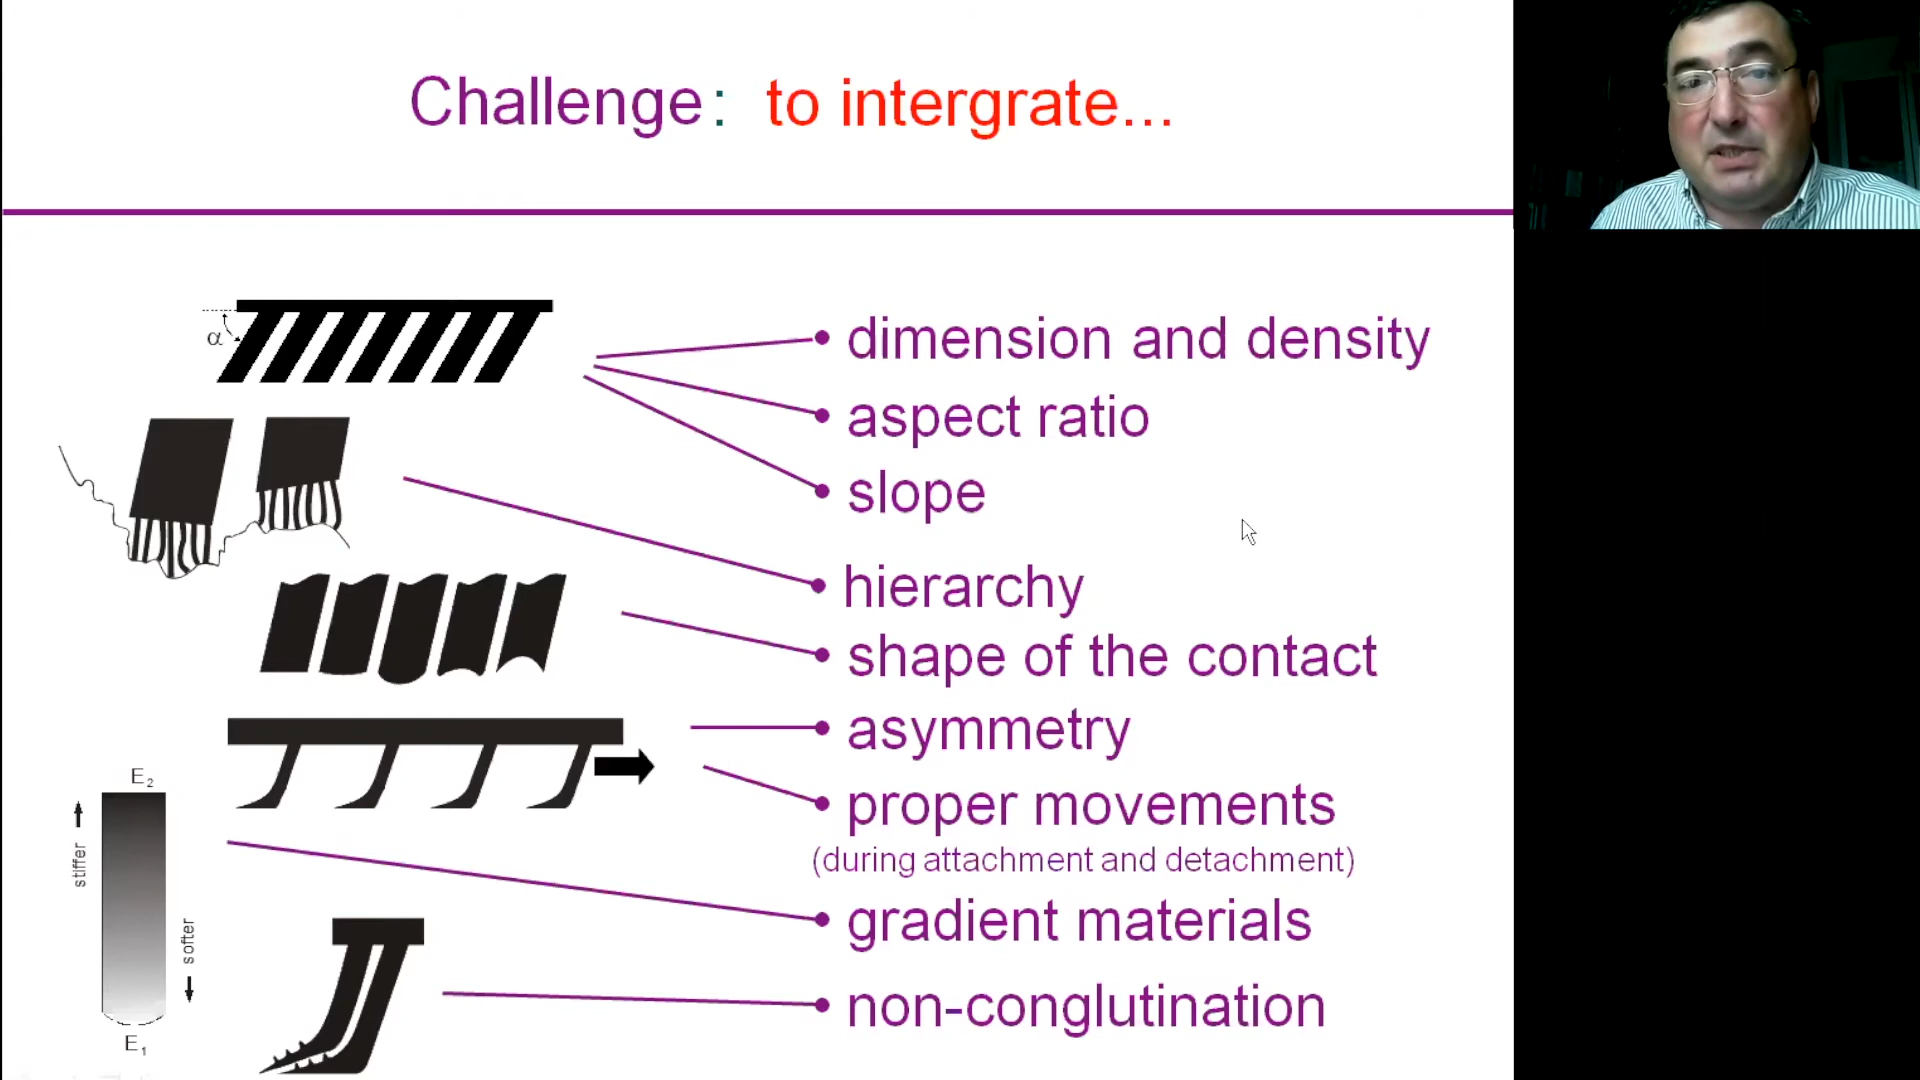 Challenge: to intergrate...
α
dimension and density
aspect ratio
slope
hierarchy
shape of the contact
asymmetry
proper movements
(during attachment and detachment)
gradient materials
non-conglutination
E2
stiffer
softer
E1